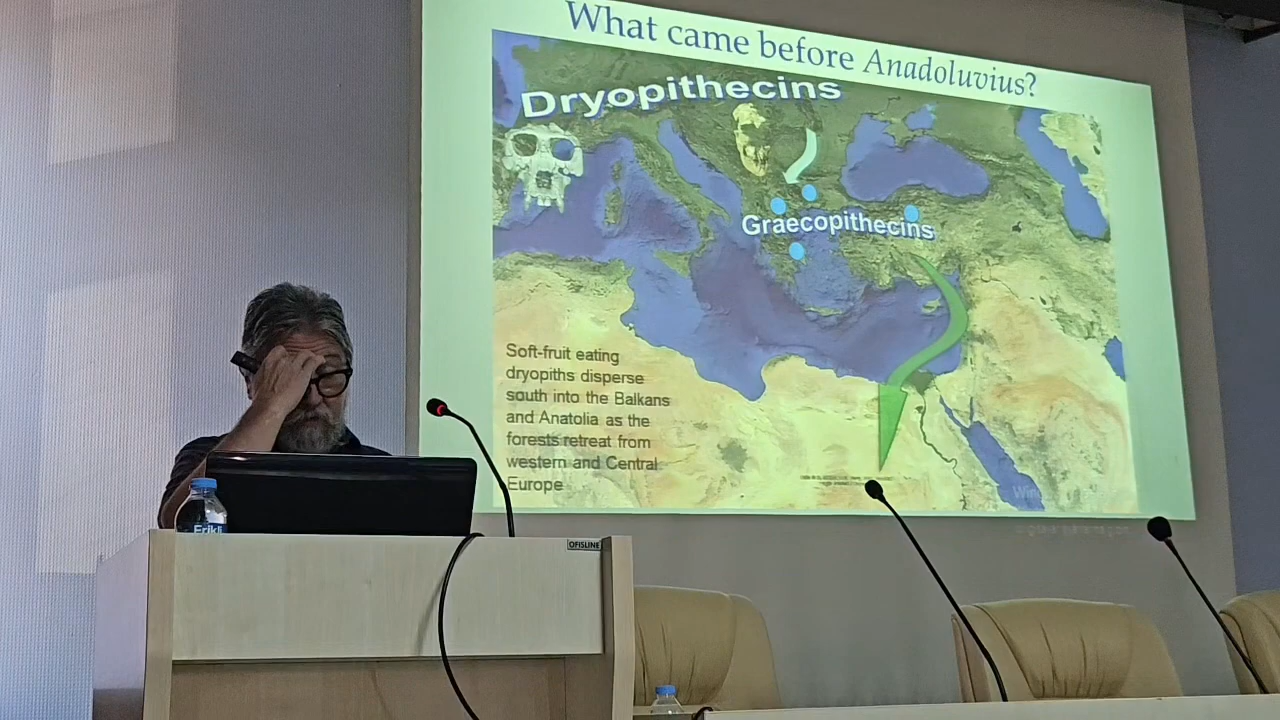 What came before Anadoluvius?
Dryopithecins
Graecopithecins
Soft-fruit eating
dryopiths disperse
south into the Balkans
and Anatolia as the
forests retreat from
western and Central
Europe
Erikli
OFISLINE